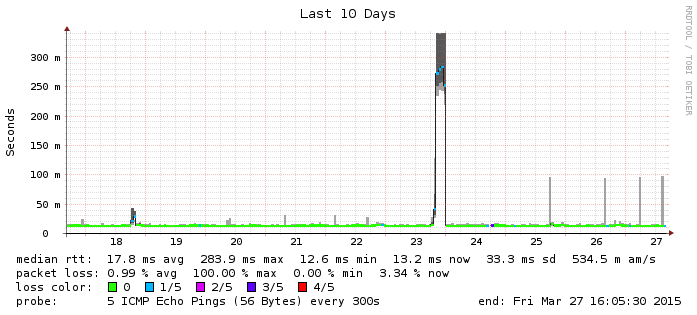 Last 10 Days
RRDTOOL / TOBI OETIKER
Seconds
300 m
250 m
200 m
150 m
100 m
50 m
0
18 19 20 21 22 23 24 25 26 27
median rtt: 17.8 ms avg 283.9 ms max 12.6 ms min 13.2 ms now 33.3 ms sd 534.5 m am/s
packet loss: 0.99 % avg 100.00 % max 0.00 % min 3.34 % now
loss color: 0 1/5 2/5 3/5 4/5
probe: 5 ICMP Echo Pings (56 Bytes) every 300s end: Fri Mar 27 16:05:30 2015